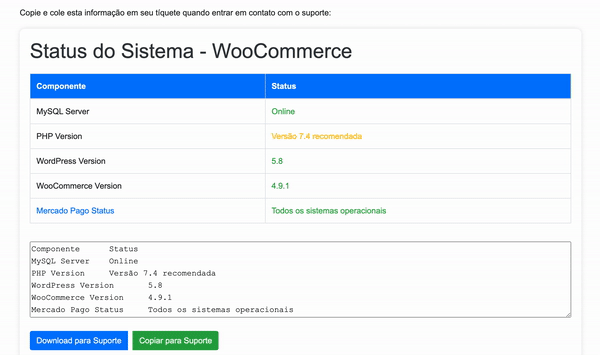 Copie e cole esta informação em seu tíquete quando entrar em contato com o suporte:
Status do Sistema - WooCommerce
Componente Status
MySQL Server Online
PHP Version Versão 7.4 recomendada
WordPress Version 5.8
WooCommerce Version 4.9.1
Mercado Pago Status Todos os sistemas operacionais
Componente Status
MySQL Server Online
PHP Version Versão 7.4 recomendada
WordPress Version 5.8
WooCommerce Version 4.9.1
Mercado Pago Status Todos os sistemas operacionais
Download para Suporte Copiar para Suporte